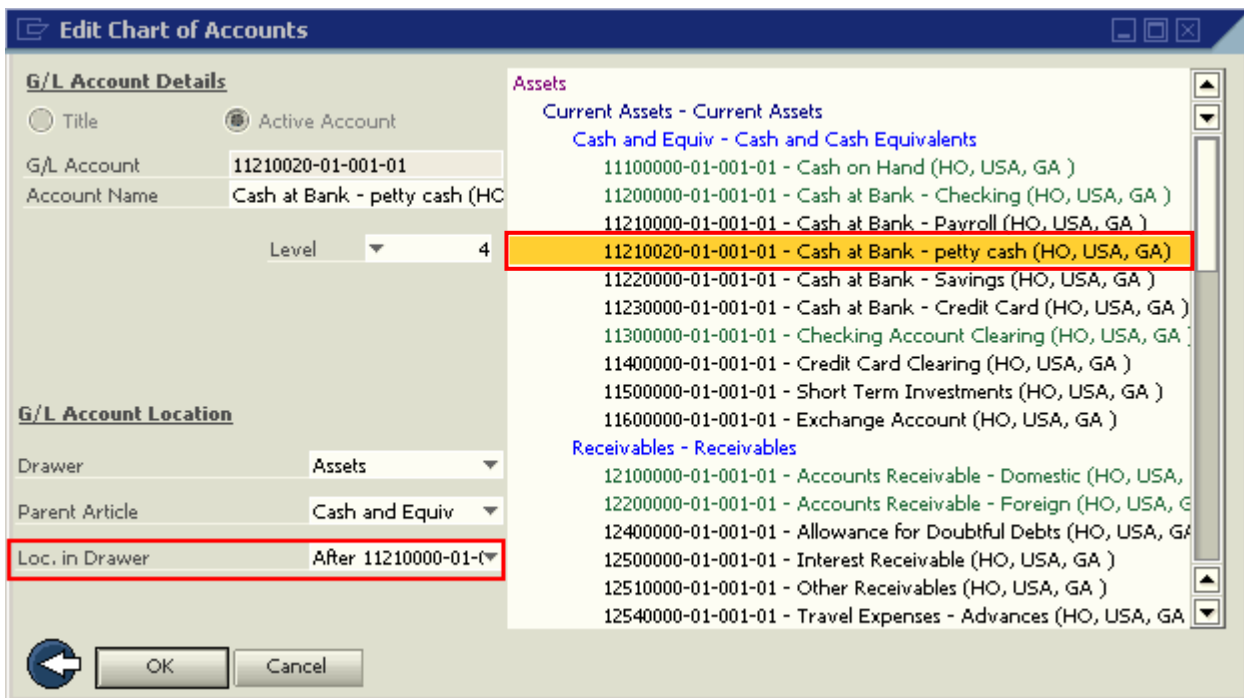 Edit Chart of Accounts
G/L Account Details
Title
Active Account
G/L Account
11210020-01-001-01
Account Name
Cash at Bank - petty cash (HO
Level
4
G/L Account Location
Drawer
Assets
Parent Article
Cash and Equiv
Loc. in Drawer
After 11210000-01-(
OK
Cancel
Assets
Current Assets - Current Assets
Cash and Equiv - Cash and Cash Equivalents
11100000-01-001-01 - Cash on Hand (HO, USA, GA )
11200000-01-001-01 - Cash at Bank - Checking (HO, USA, GA )
11210000-01-001-01 - Cash at Bank - Payroll (HO, USA, GA )
11210020-01-001-01 - Cash at Bank - petty cash (HO, USA, GA)
11220000-01-001-01 - Cash at Bank - Savings (HO, USA, GA )
11230000-01-001-01 - Cash at Bank - Credit Card (HO, USA, GA )
11300000-01-001-01 - Checking Account Clearing (HO, USA, GA )
11400000-01-001-01 - Credit Card Clearing (HO, USA, GA )
11500000-01-001-01 - Short Term Investments (HO, USA, GA )
11600000-01-001-01 - Exchange Account (HO, USA, GA )
Receivables - Receivables
12100000-01-001-01 - Accounts Receivable - Domestic (HO, USA,
12200000-01-001-01 - Accounts Receivable - Foreign (HO, USA, G
12400000-01-001-01 - Allowance for Doubtful Debts (HO, USA, GA
12500000-01-001-01 - Interest Receivable (HO, USA, GA )
12510000-01-001-01 - Other Receivables (HO, USA, GA )
12540000-01-001-01 - Travel Expenses - Advances (HO, USA, GA